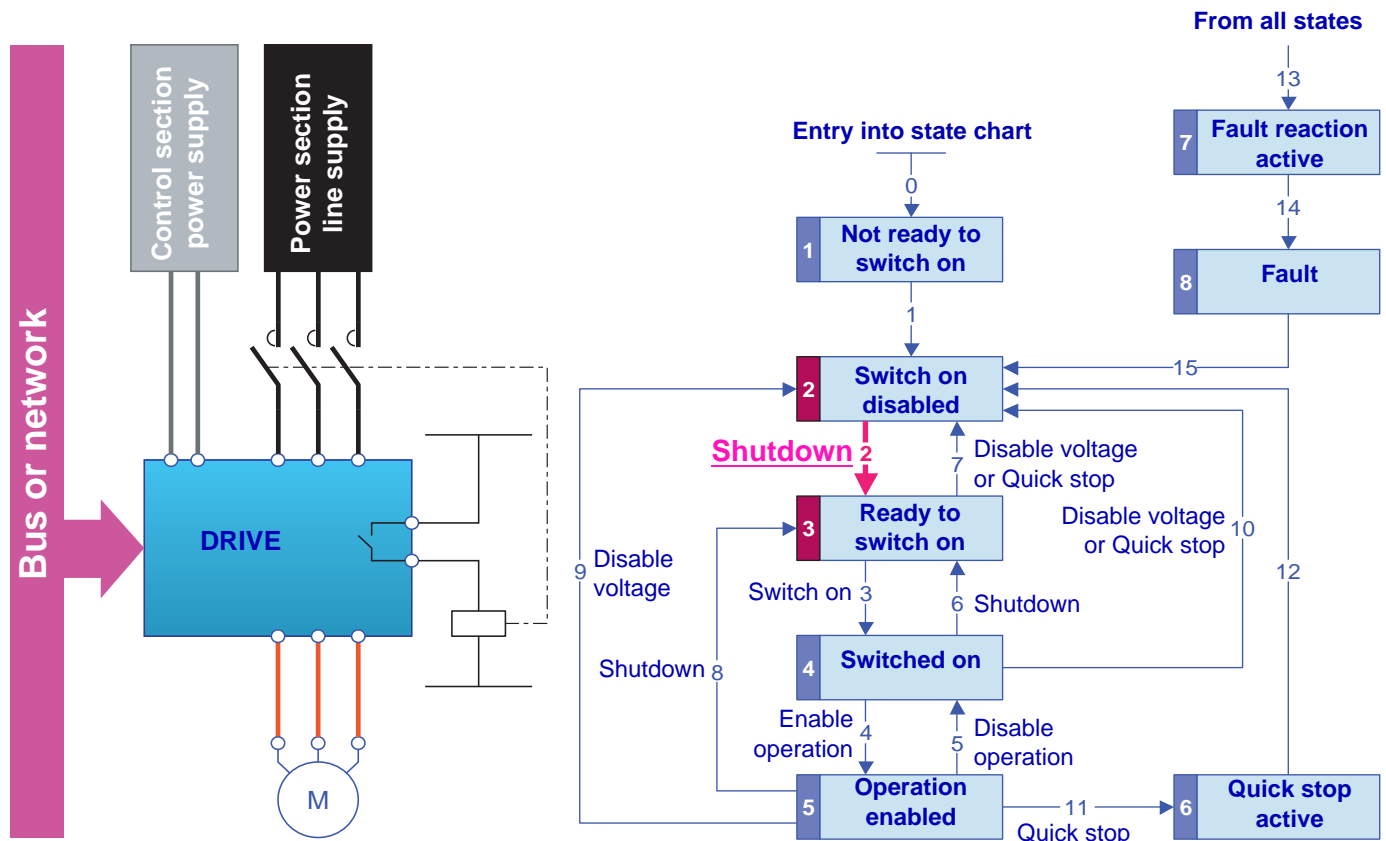 Bus or network
Control section
power supply
Power section
line supply
DRIVE
M
From all states
13
7
Fault reaction
active
14
8
Fault
15
Entry into state chart
0
1
Not ready to
switch on
1
2
Switch on
disabled
Shutdown 2
7
Disable voltage
or Quick stop
3
Ready to
switch on
Disable voltage
or Quick stop
10
9
Disable
voltage
12
Switch on 3
6 Shutdown
4
Switched on
Shutdown 8
Enable
operation
4
5
Disable
operation
5
Operation
enabled
11
Quick stop
6
Quick stop
active